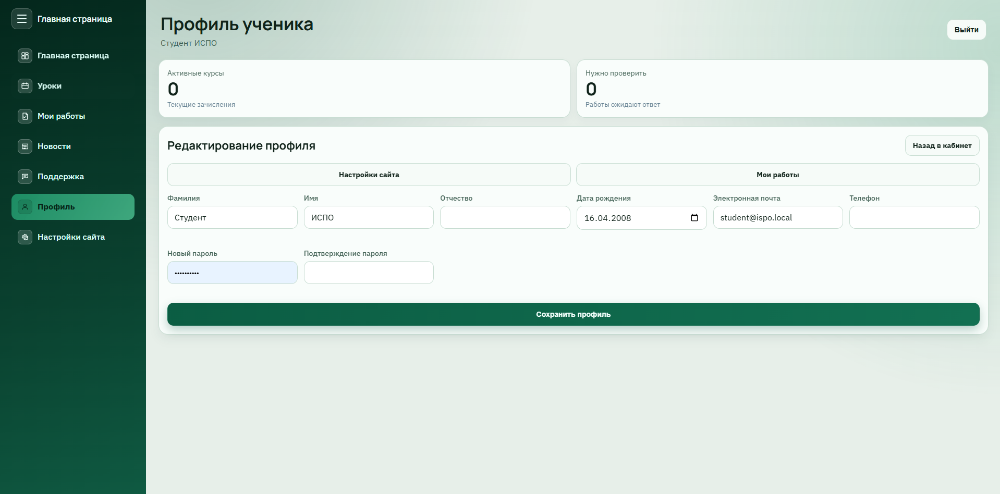 Главная страница
Главная страница
Уроки
Мои работы
Новости
Поддержка
Профиль
Настройки сайта
Профиль ученика
Студент ИСПО
Выйти
Активные курсы
0
Текущие зачисления
Нужно проверить
0
Работы ожидают ответ
Редактирование профиля
Назад в кабинет
Настройки сайта
Мои работы
Фамилия
Студент
Имя
ИСПО
Отчество
Дата рождения
16.04.2008
Электронная почта
student@ispo.local
Телефон
Новый пароль
••••••••••
Подтверждение пароля
Сохранить профиль